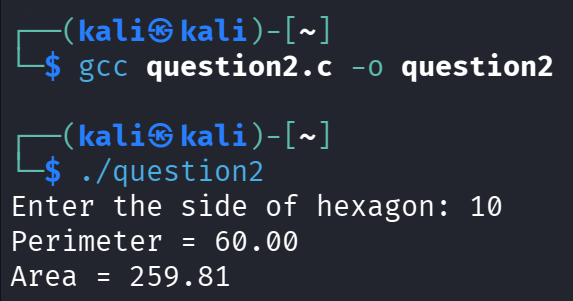 ┌──(kali㉿kali)-[~]
└─$ gcc question2.c -o question2
┌──(kali㉿kali)-[~]
└─$ ./question2
Enter the side of hexagon: 10
Perimeter = 60.00
Area = 259.81